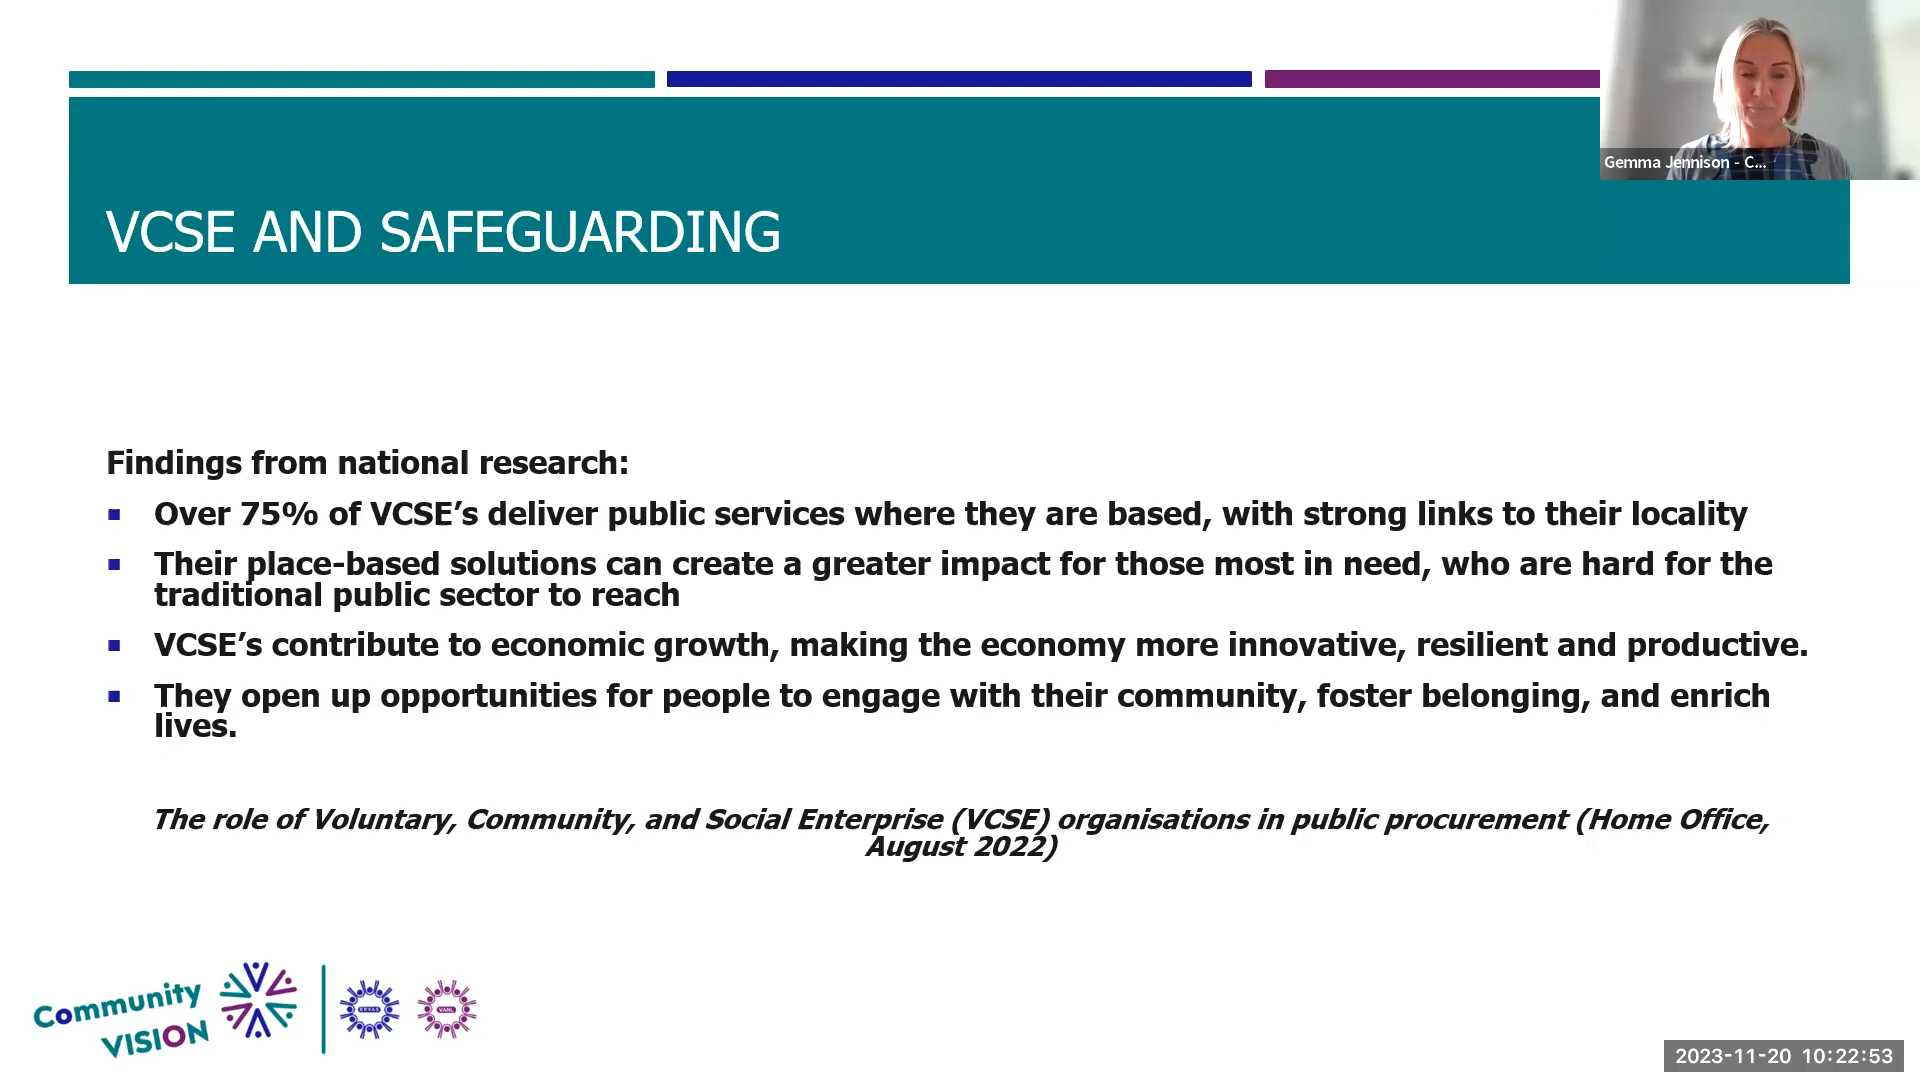 Gemma Jennison - C...
VCSE AND SAFEGUARDING
Findings from national research:
Over 75% of VCSE’s deliver public services where they are based, with strong links to their locality
Their place-based solutions can create a greater impact for those most in need, who are hard for the
traditional public sector to reach
VCSE’s contribute to economic growth, making the economy more innovative, resilient and productive.
They open up opportunities for people to engage with their community, foster belonging, and enrich
lives.
The role of Voluntary, Community, and Social Enterprise (VCSE) organisations in public procurement (Home Office,
August 2022)
Community
VISION
ERVAS
VANL
2023-11-20 10:22:53